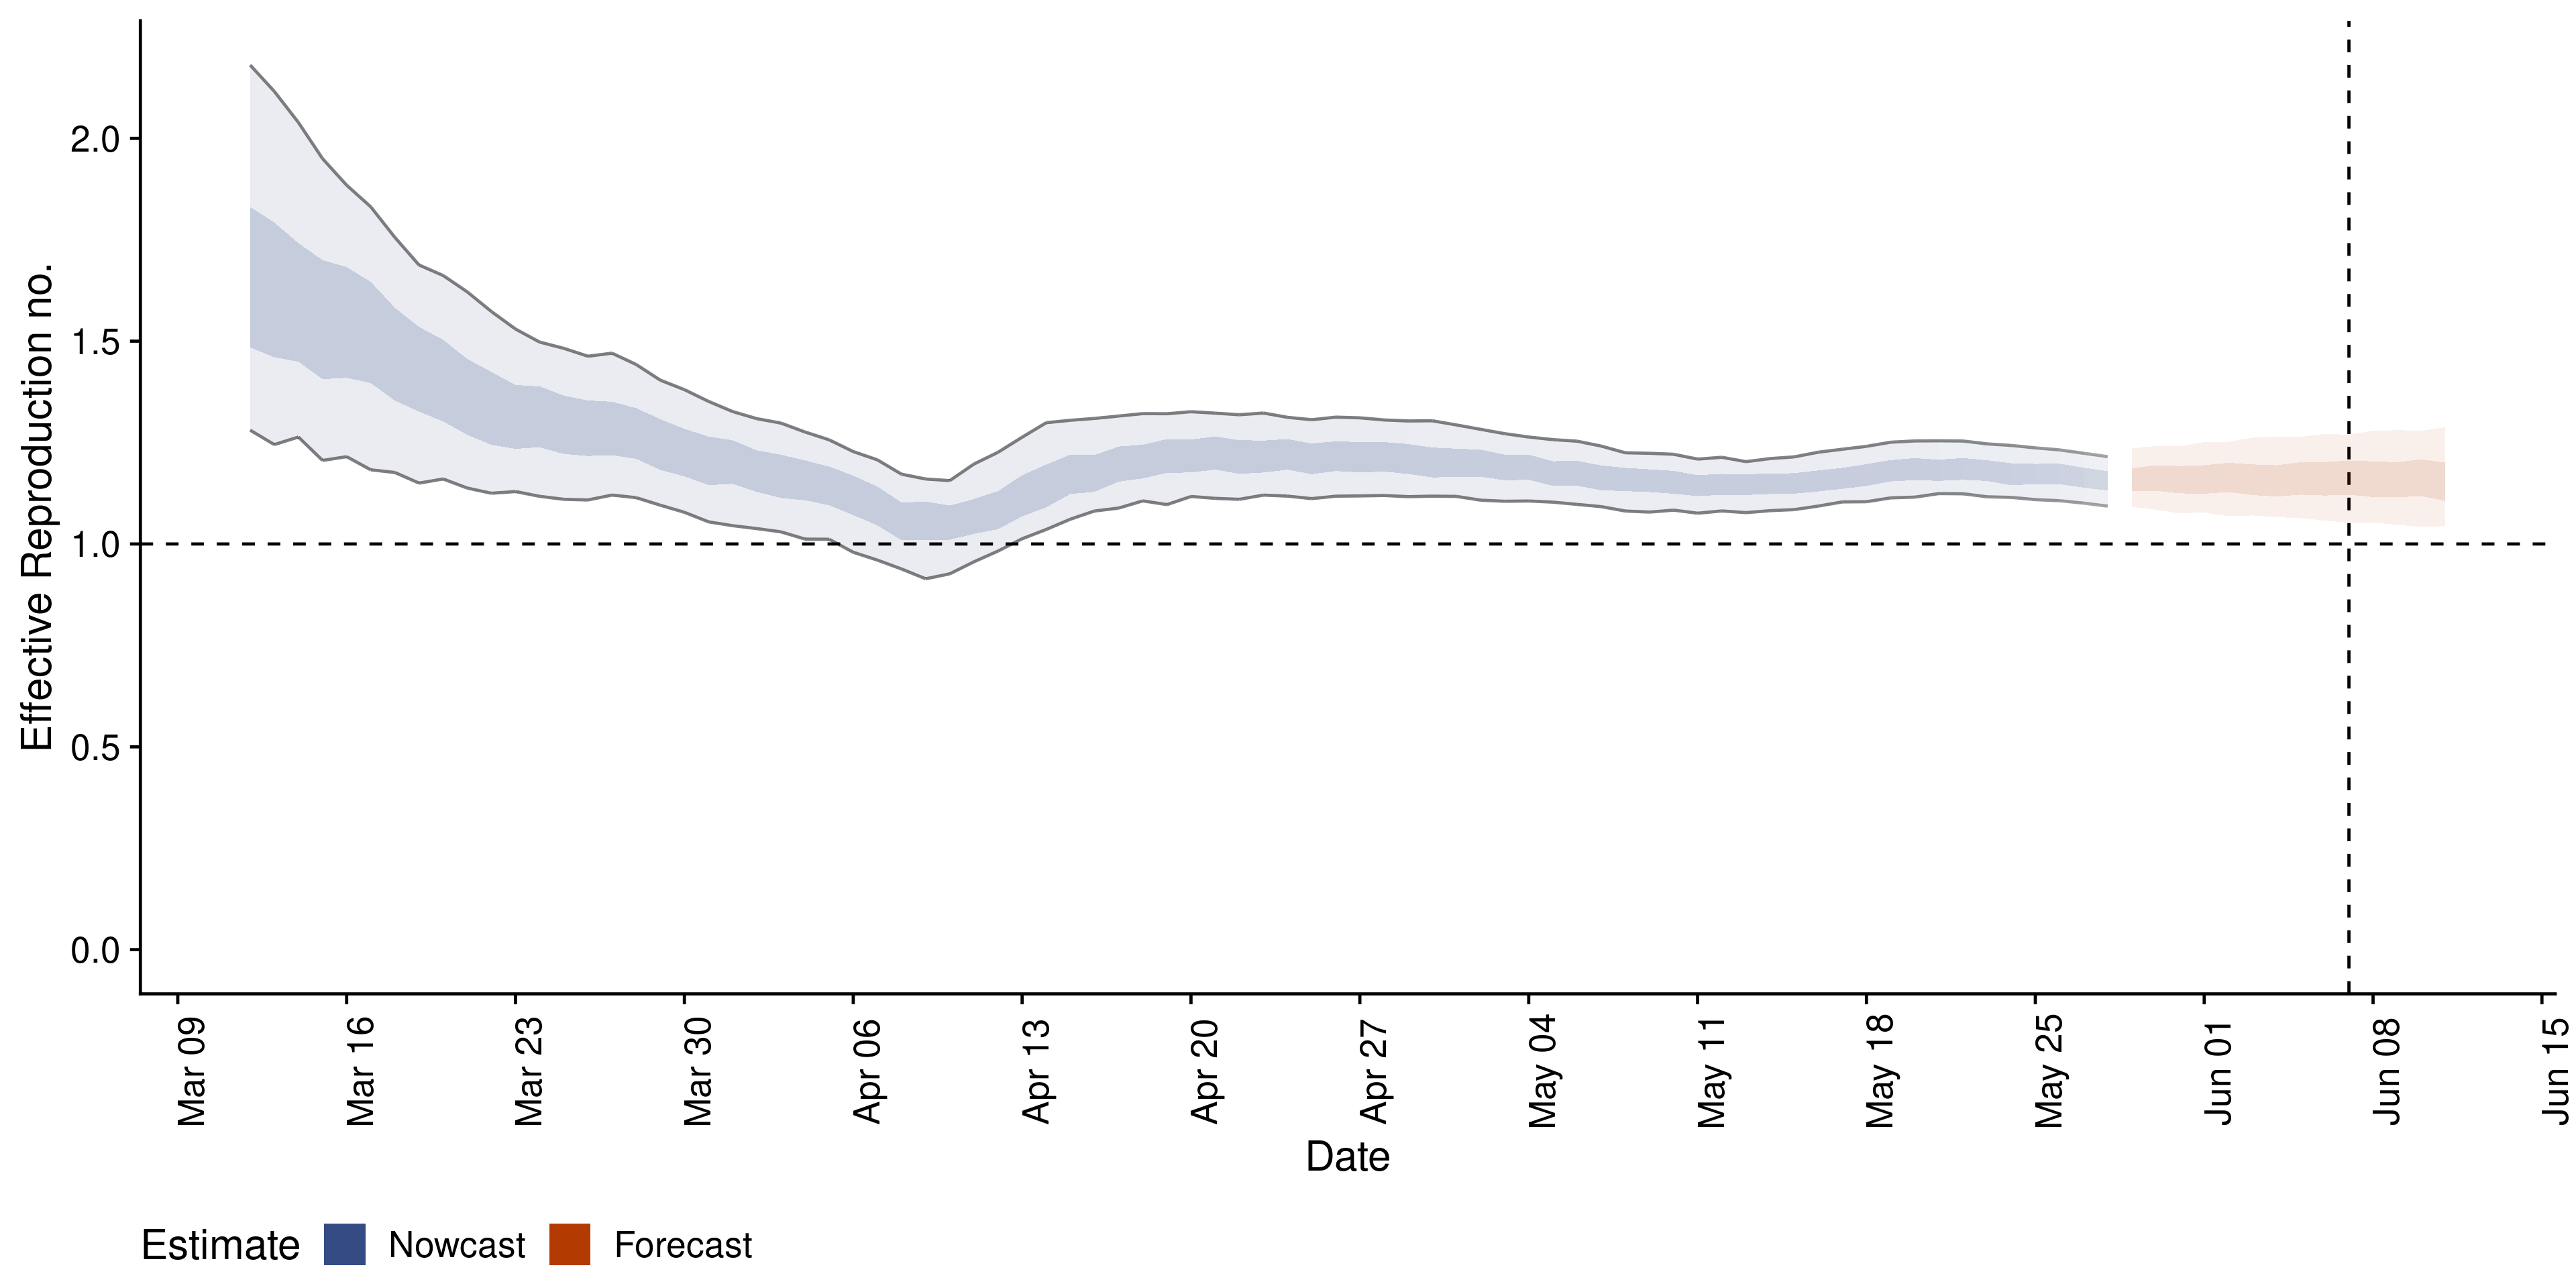 Effective Reproduction no.
2.0
1.5
1.0
0.5
0.0
Mar 09
Mar 16
Mar 23
Mar 30
Apr 06
Apr 13
Apr 20
Apr 27
May 04
May 11
May 18
May 25
Jun 01
Jun 08
Jun 15
Date
Estimate Nowcast Forecast